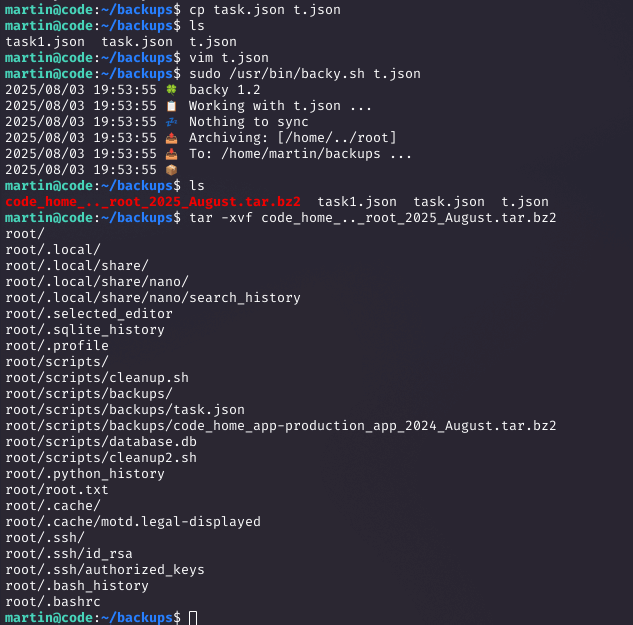 martin@code:~/backups$ cp task.json t.json
martin@code:~/backups$ ls
task1.json  task.json  t.json
martin@code:~/backups$ vim t.json
martin@code:~/backups$ sudo /usr/bin/backy.sh t.json
2025/08/03 19:53:55 🍀 backy 1.2
2025/08/03 19:53:55 📋 Working with t.json ...
2025/08/03 19:53:55 💤 Nothing to sync
2025/08/03 19:53:55 📤 Archiving: [/home/../root]
2025/08/03 19:53:55 📥 To: /home/martin/backups ...
2025/08/03 19:53:55 📦
martin@code:~/backups$ ls
code_home_.._root_2025_August.tar.bz2  task1.json  task.json  t.json
martin@code:~/backups$ tar -xvf code_home_.._root_2025_August.tar.bz2
root/
root/.local/
root/.local/share/
root/.local/share/nano/
root/.local/share/nano/search_history
root/.selected_editor
root/.sqlite_history
root/.profile
root/scripts/
root/scripts/cleanup.sh
root/scripts/backups/
root/scripts/backups/task.json
root/scripts/backups/code_home_app-production_app_2024_August.tar.bz2
root/scripts/database.db
root/scripts/cleanup2.sh
root/.python_history
root/root.txt
root/.cache/
root/.cache/motd.legal-displayed
root/.ssh/
root/.ssh/id_rsa
root/.ssh/authorized_keys
root/.bash_history
root/.bashrc
martin@code:~/backups$